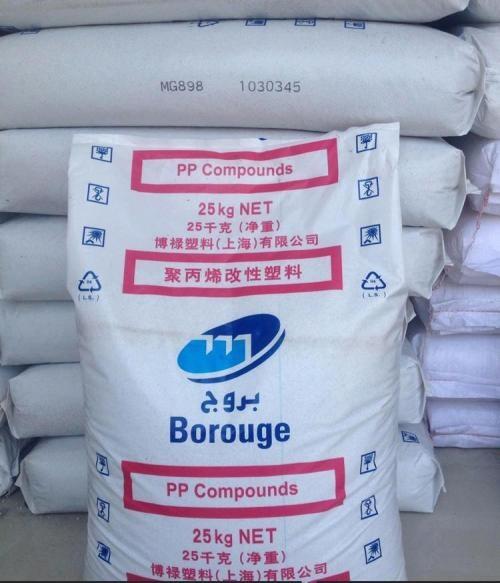 MG898 1030345
PP Compounds
25kg NET
25千克 (净重)
博禄塑料(上海)有限公司
聚丙烯改性塑料
(L.S.)
(L.S.)
بروج
Borouge
PP Compounds
25kg NET
25千克 (净重)
博禄塑料(上海)有限公司